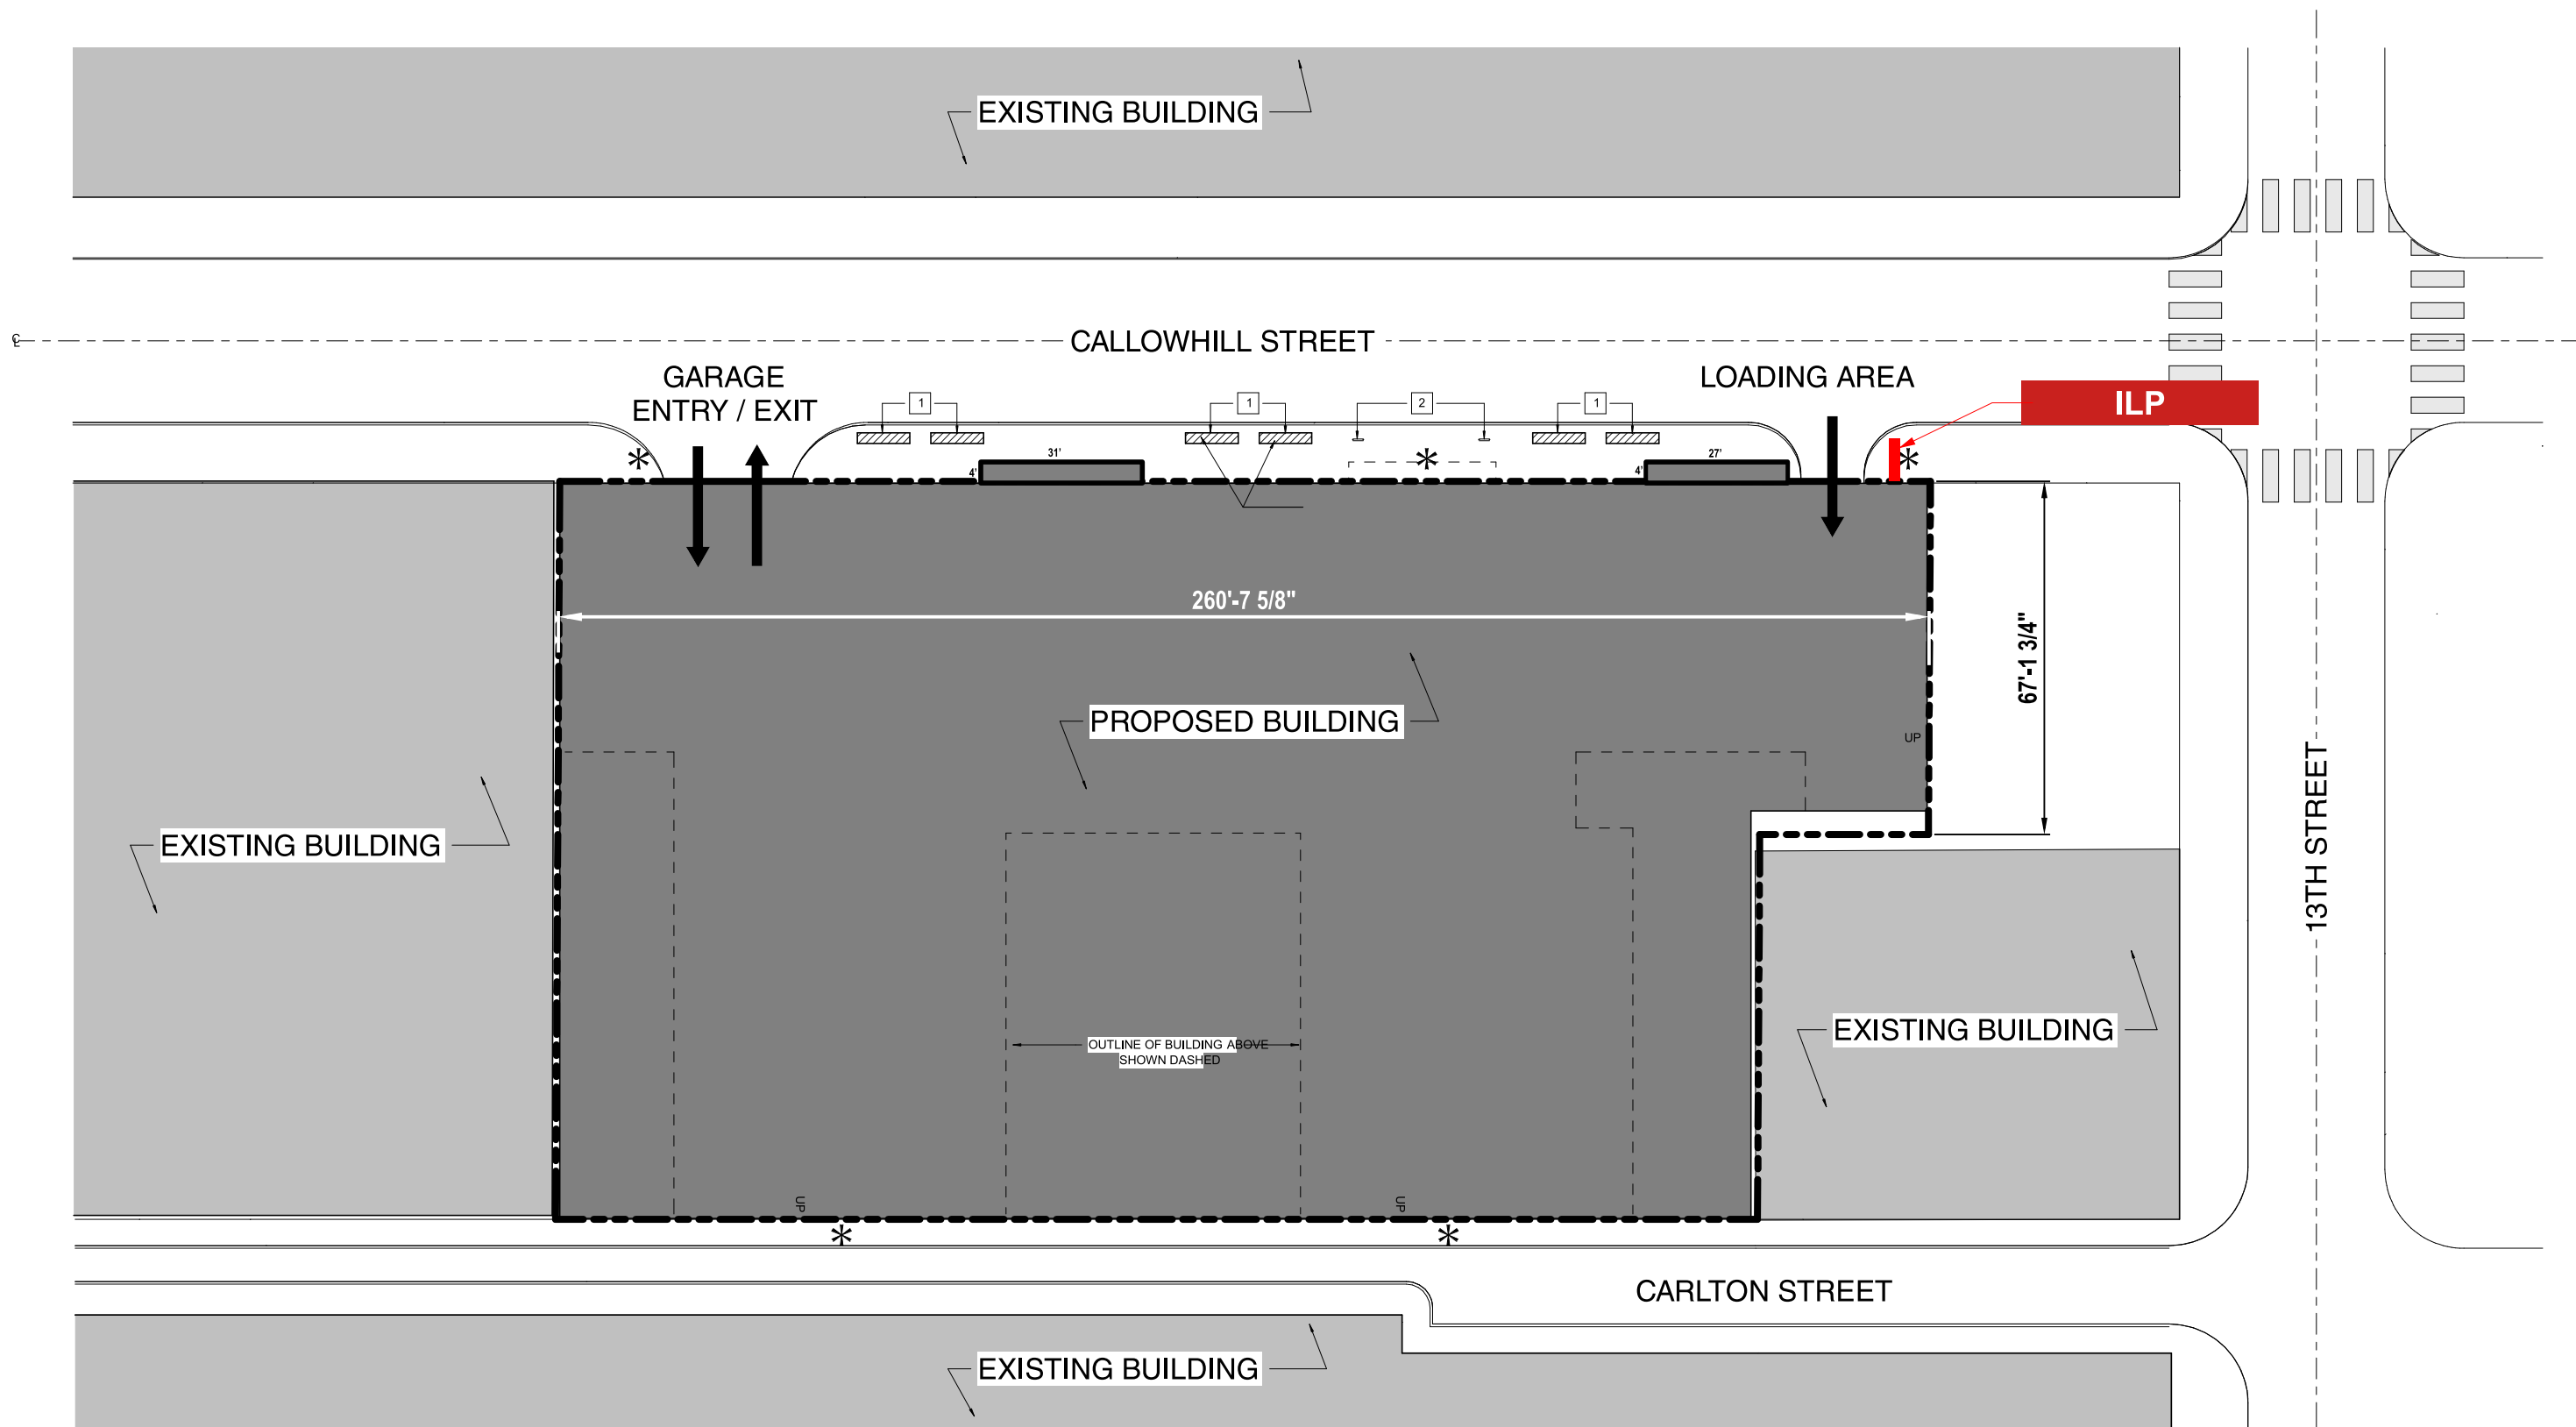 EXISTING BUILDING
℄
CALLOWHILL STREET
GARAGE
ENTRY / EXIT
LOADING AREA
ILP
1
1
2
1
*
31'
4'
*
27'
4'
*
260'-7 5/8"
67'-1 3/4"
PROPOSED BUILDING
UP
13TH STREET
EXISTING BUILDING
EXISTING BUILDING
OUTLINE OF BUILDING ABOVE
SHOWN DASHED
UP
UP
*
*
CARLTON STREET
EXISTING BUILDING